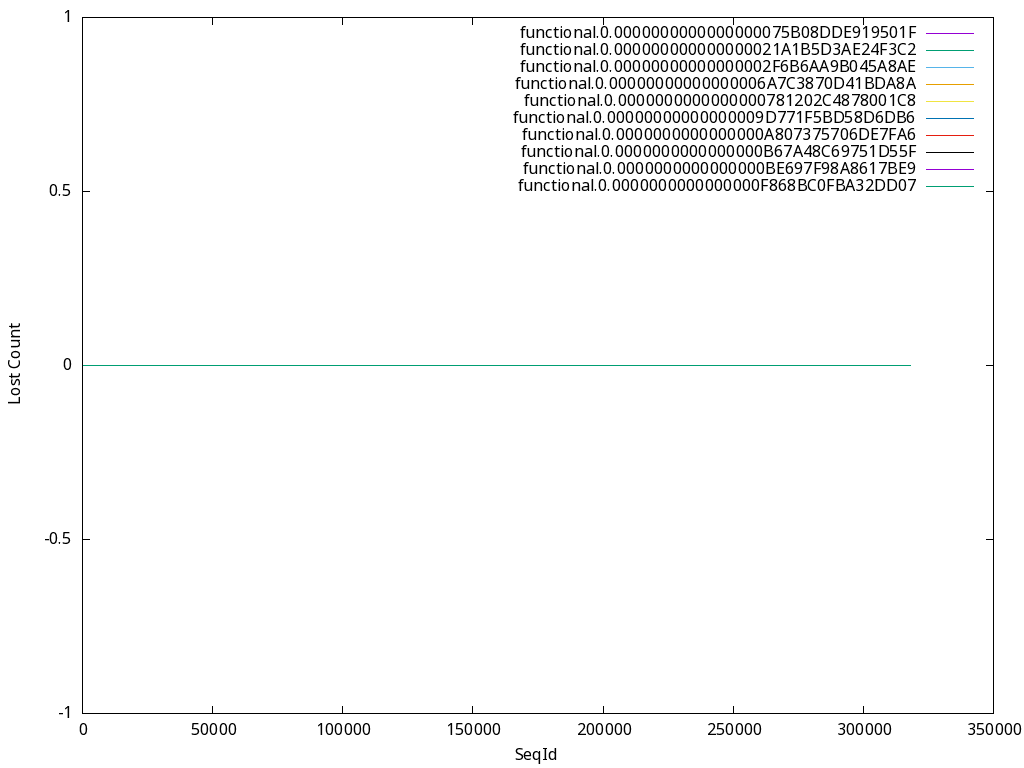 1
0.5
0
-0.5
-1
Lost Count
functional.0.0000000000000000075B08DDE919501F
functional.0.000000000000000021A1B5D3AE24F3C2
functional.0.00000000000000002F6B6AA9B045A8AE
functional.0.00000000000000006A7C3870D41BDA8A
functional.0.0000000000000000781202C4878001C8
functional.0.00000000000000009D771F5BD58D6DB6
functional.0.0000000000000000A807375706DE7FA6
functional.0.0000000000000000B67A48C69751D55F
functional.0.0000000000000000BE697F98A8617BE9
functional.0.0000000000000000F868BC0FBA32DD07
0 50000 100000 150000 200000 250000 300000 350000
SeqId